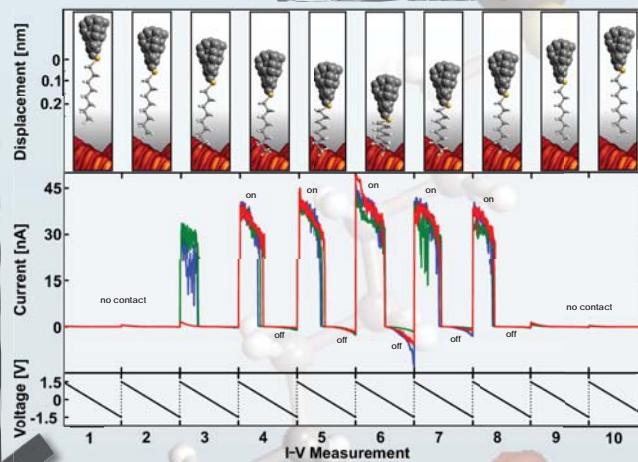 Displacement [nm]
0
0.1
0.2
Current [nA]
45
30
15
0
no contact
on
on
on
on
on
off
off
off
off
off
no contact
Voltage [V]
1.5
0
-1.5
1 2 3 4 5 6 7 8 9 10
I-V Measurement